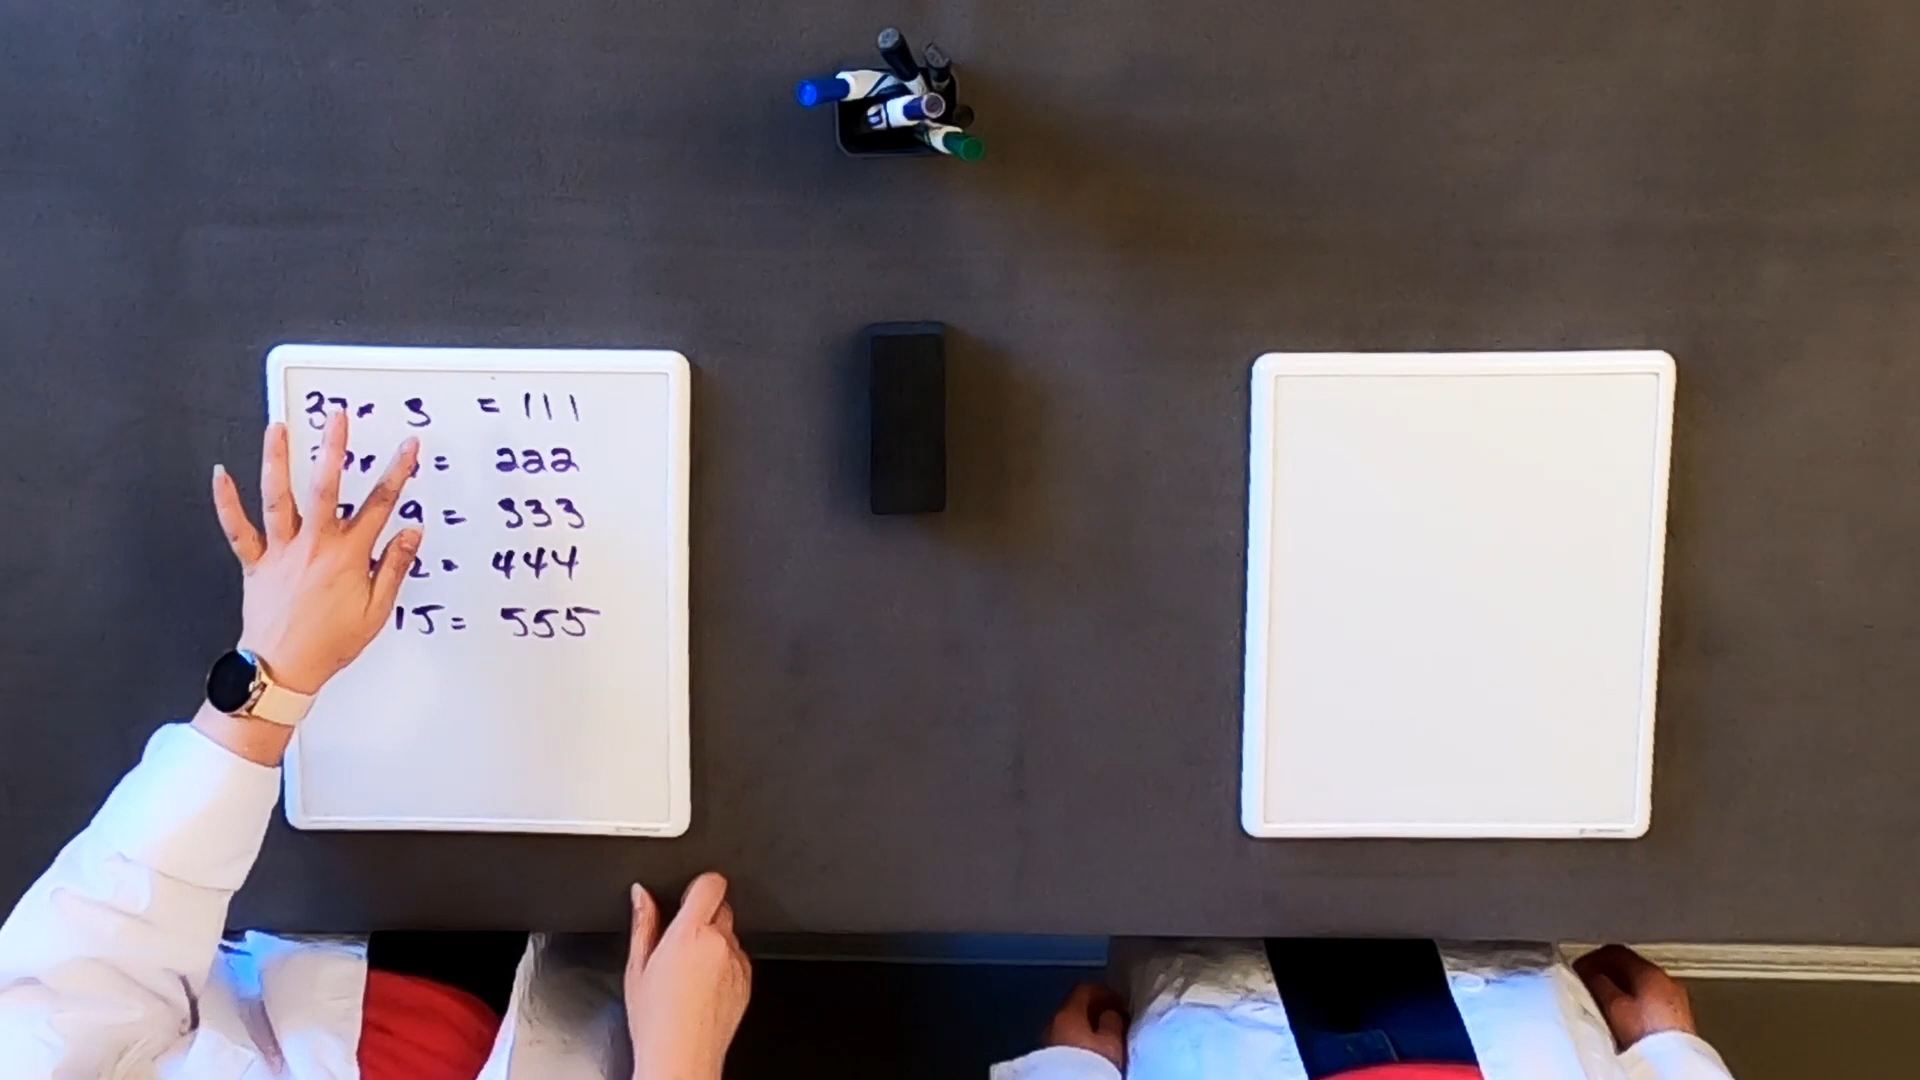 37 × 3 = 111
= 222
9 = 333
2 = 444
15 = 555